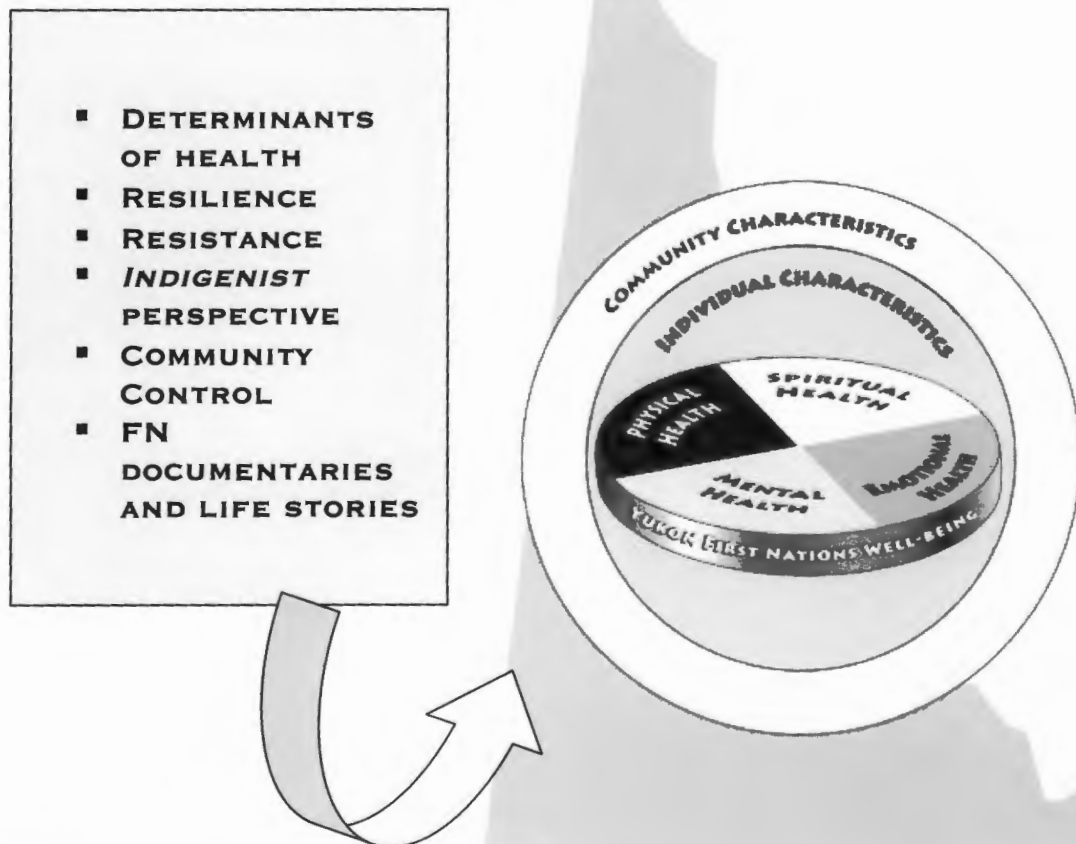 ▪ DETERMINANTS
OF HEALTH
▪ RESILIENCE
▪ RESISTANCE
▪ INDIGENIST
PERSPECTIVE
▪ COMMUNITY
CONTROL
▪ FN
DOCUMENTARIES
AND LIFE STORIES
COMMUNITY CHARACTERISTICS
INDIVIDUAL CHARACTERISTICS
SPIRITUAL
HEALTH
PHYSICAL
HEALTH
EMOTIONAL
HEALTH
MENTAL
HEALTH
YUKON FIRST NATIONS WELL-BEING